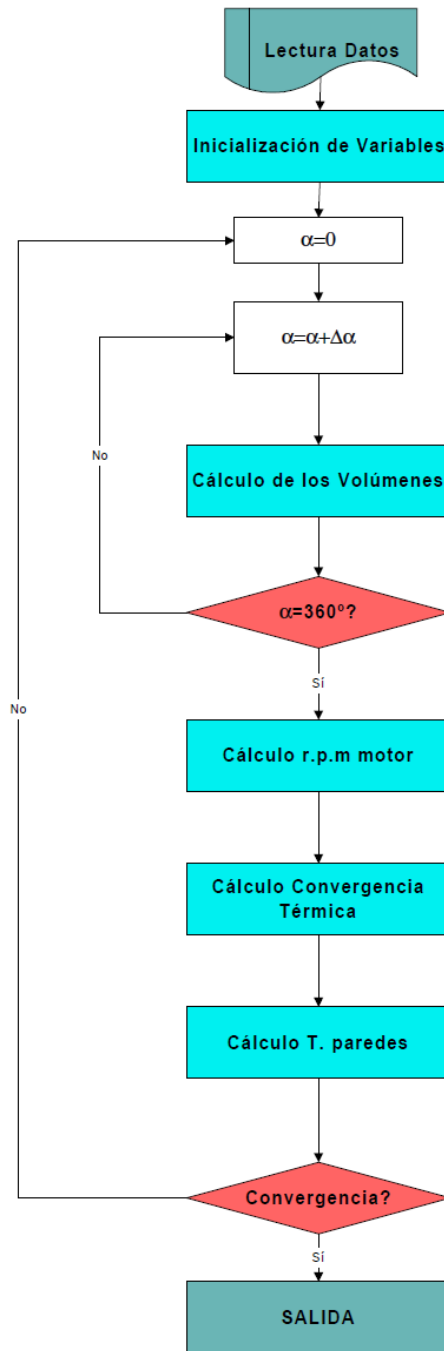 Lectura Datos
Inicialización de Variables
α=0
α=α+Δα
No
Cálculo de los Volúmenes
α=360º?
Sí
No
Cálculo r.p.m motor
Cálculo Convergencia
Térmica
Cálculo T. paredes
Convergencia?
Sí
SALIDA